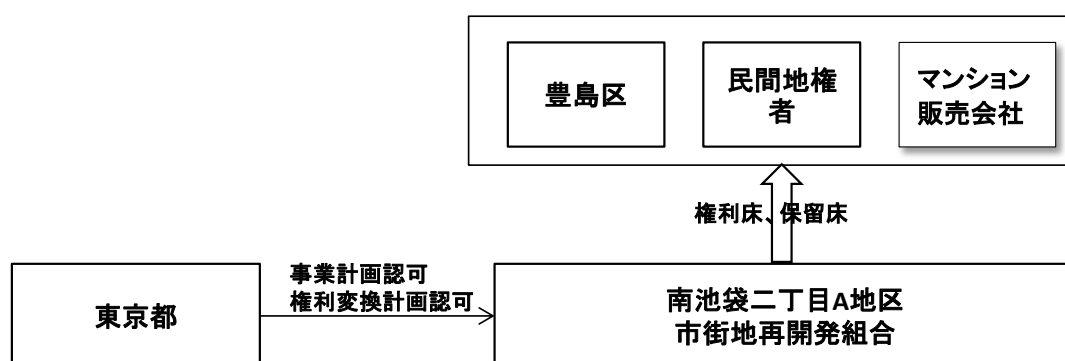 豊島区
民間地権
者
マンション
販売会社
権利床、保留床
東京都
事業計画認可
権利変換計画認可
南池袋二丁目A地区
市街地再開発組合